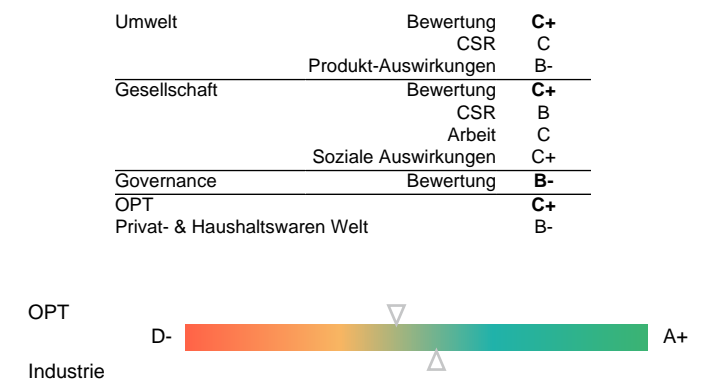 Umwelt Bewertung C+
CSR C
Produkt-Auswirkungen B-
Gesellschaft Bewertung C+
CSR B
Arbeit C
Soziale Auswirkungen C+
Governance Bewertung B-
OPT C+
Privat- & Haushaltswaren Welt B-
OPT
D- A+
Industrie